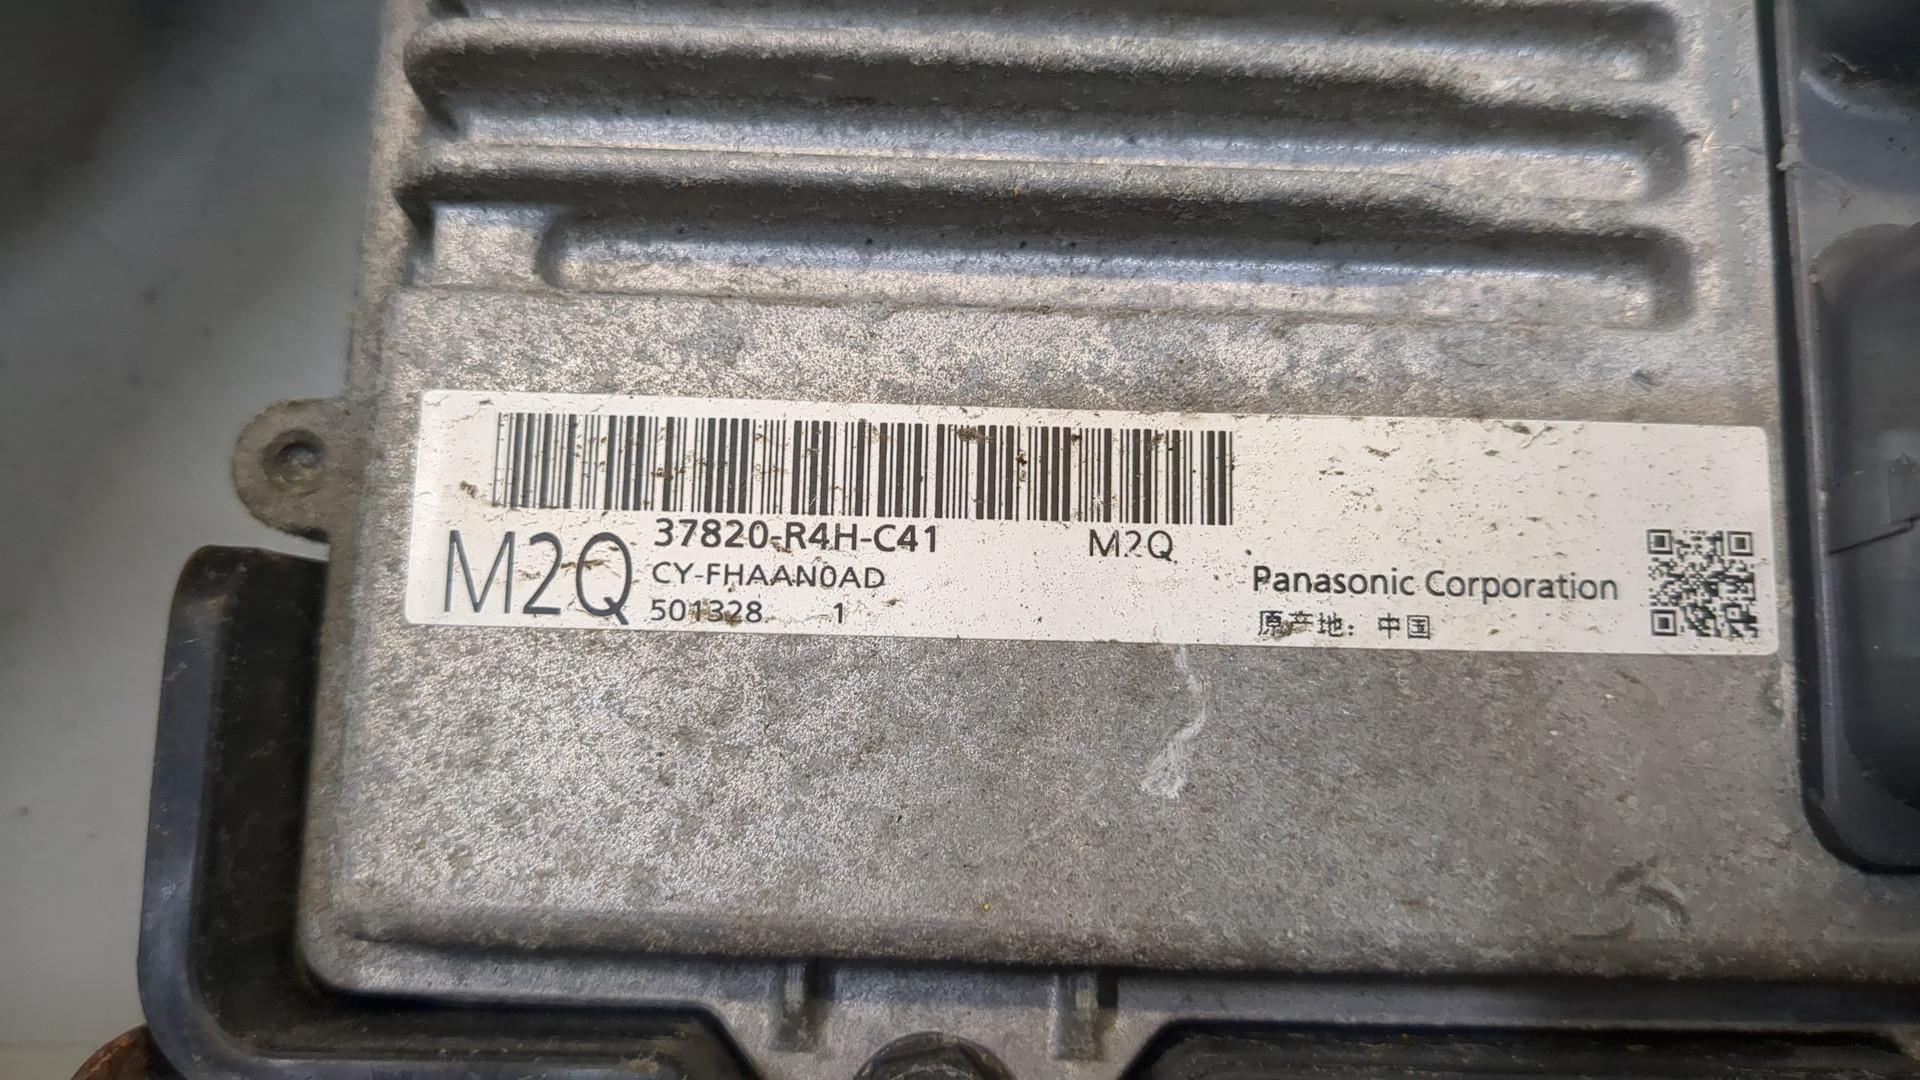 M2Q
37820-R4H-C41 M2Q
CY-FHAAN0AD
501328 1
Panasonic Corporation
原产地：中国